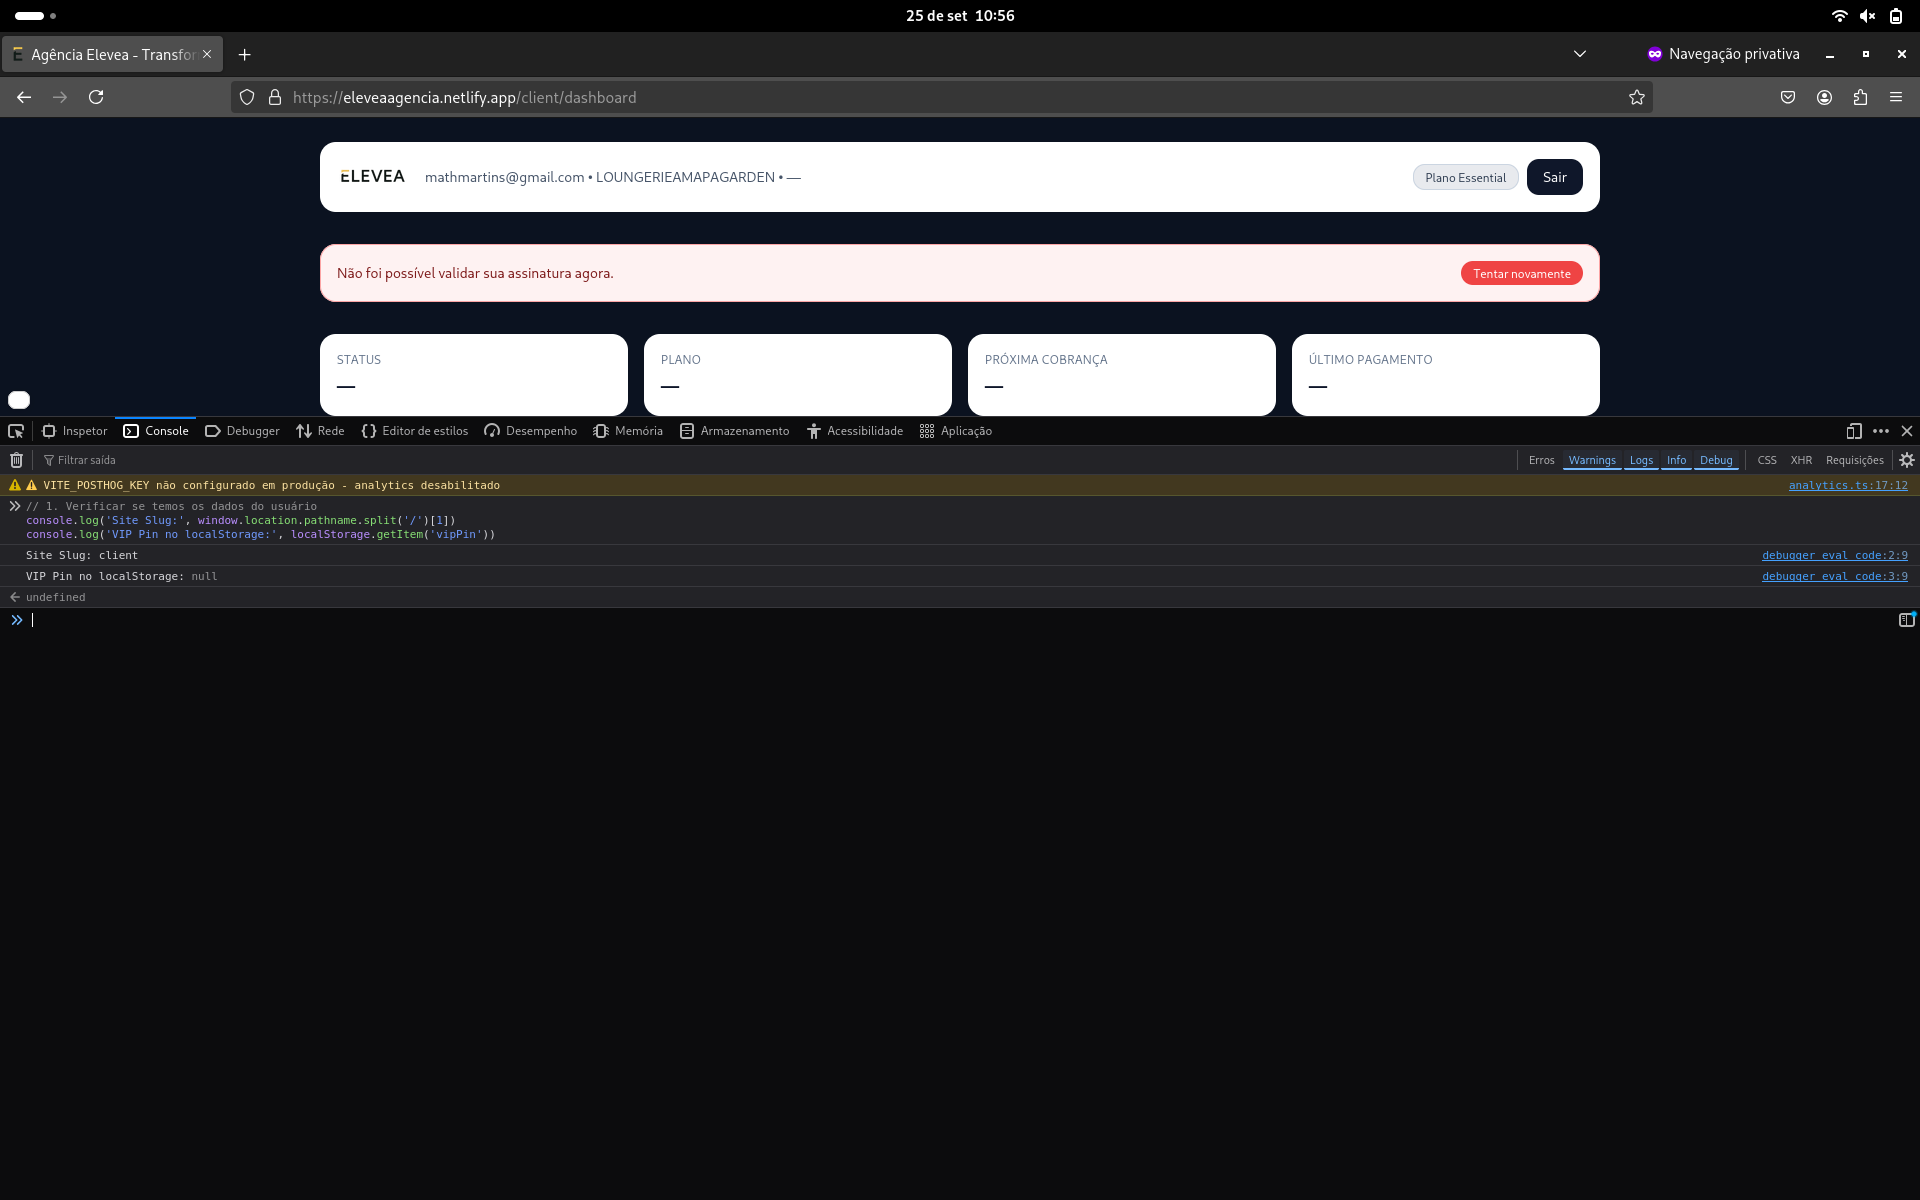 25 de set 10:56
Agência Elevea - Transfor
Navegação privativa
https://eleveaagencia.netlify.app/client/dashboard
ELEVEA
mathmartins@gmail.com • LOUNGERIEAMAPAGARDEN • —
Plano Essential
Sair
Não foi possível validar sua assinatura agora.
Tentar novamente
STATUS
—
PLANO
—
PRÓXIMA COBRANÇA
—
ÚLTIMO PAGAMENTO
—
Inspetor Console Debugger Rede Editor de estilos Desempenho Memória Armazenamento Acessibilidade Aplicação
Filtrar saída
Erros Warnings Logs Info Debug CSS XHR Requisições
VITE_POSTHOG_KEY não configurado em produção - analytics desabilitado analytics.ts:17:12
// 1. Verificar se temos os dados do usuário
console.log('Site Slug:', window.location.pathname.split('/')[1])
console.log('VIP Pin no localStorage:', localStorage.getItem('vipPin'))
Site Slug: client debugger eval code:2:9
VIP Pin no localStorage: null debugger eval code:3:9
undefined